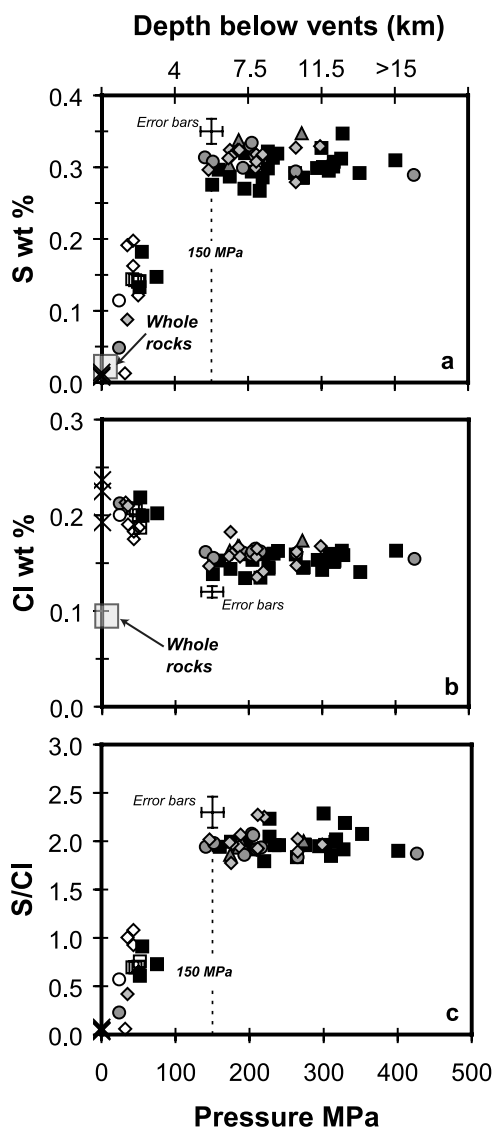 Depth below vents (km)
4 7.5 11.5 >15
0.4
Error bars
0.3
S wt %
0.2
150 MPa
0.1
Whole
rocks
a
0.0
0.3
0.2
Cl wt %
Error bars
0.1
Whole
rocks
b
0.0
3.0
Error bars
2.5
2.0
S/Cl
1.5
1.0
150 MPa
0.5
c
0.0
0 100 200 300 400 500
Pressure MPa